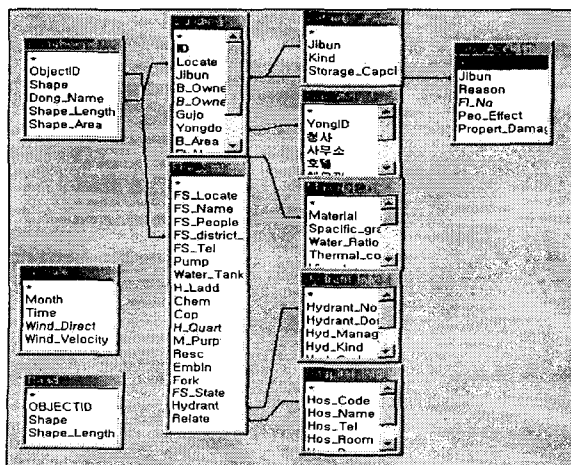 *
ObjectID
Shape
Dong_Name
Shape_Length
Shape_Area
*
ID
Locate
Jibun
B_Owne
B_Owne
Gujo
Yongdo
B_Area
*
Jibun
Kind
Storage_Capci
*
Jibun
Reason
FI_No
Peo_Effect
Propert_Damag
*
YongID
청사
사무소
호텔
*
FS_Locate
FS_Name
FS_People
FS_district_
FS_Tel
Pump
Water_Tank
H_Ladd
Chem
Cop
H_Quart
M_Purp
Resc
Embln
Fork
FS_State
Hydrant
Relate
*
Material
Spacific_gra
Water_Ratio
Thermal_co
*
Month
Time
Wind_Direct
Wind_Velocity
*
Hydrant_No
Hydrant_Dor
Hyd_Manag
Hyd_Kind
*
OBJECTID
Shape
Shape_Length
*
Hos_Code
Hos_Name
Hos_Tel
Hos_Room